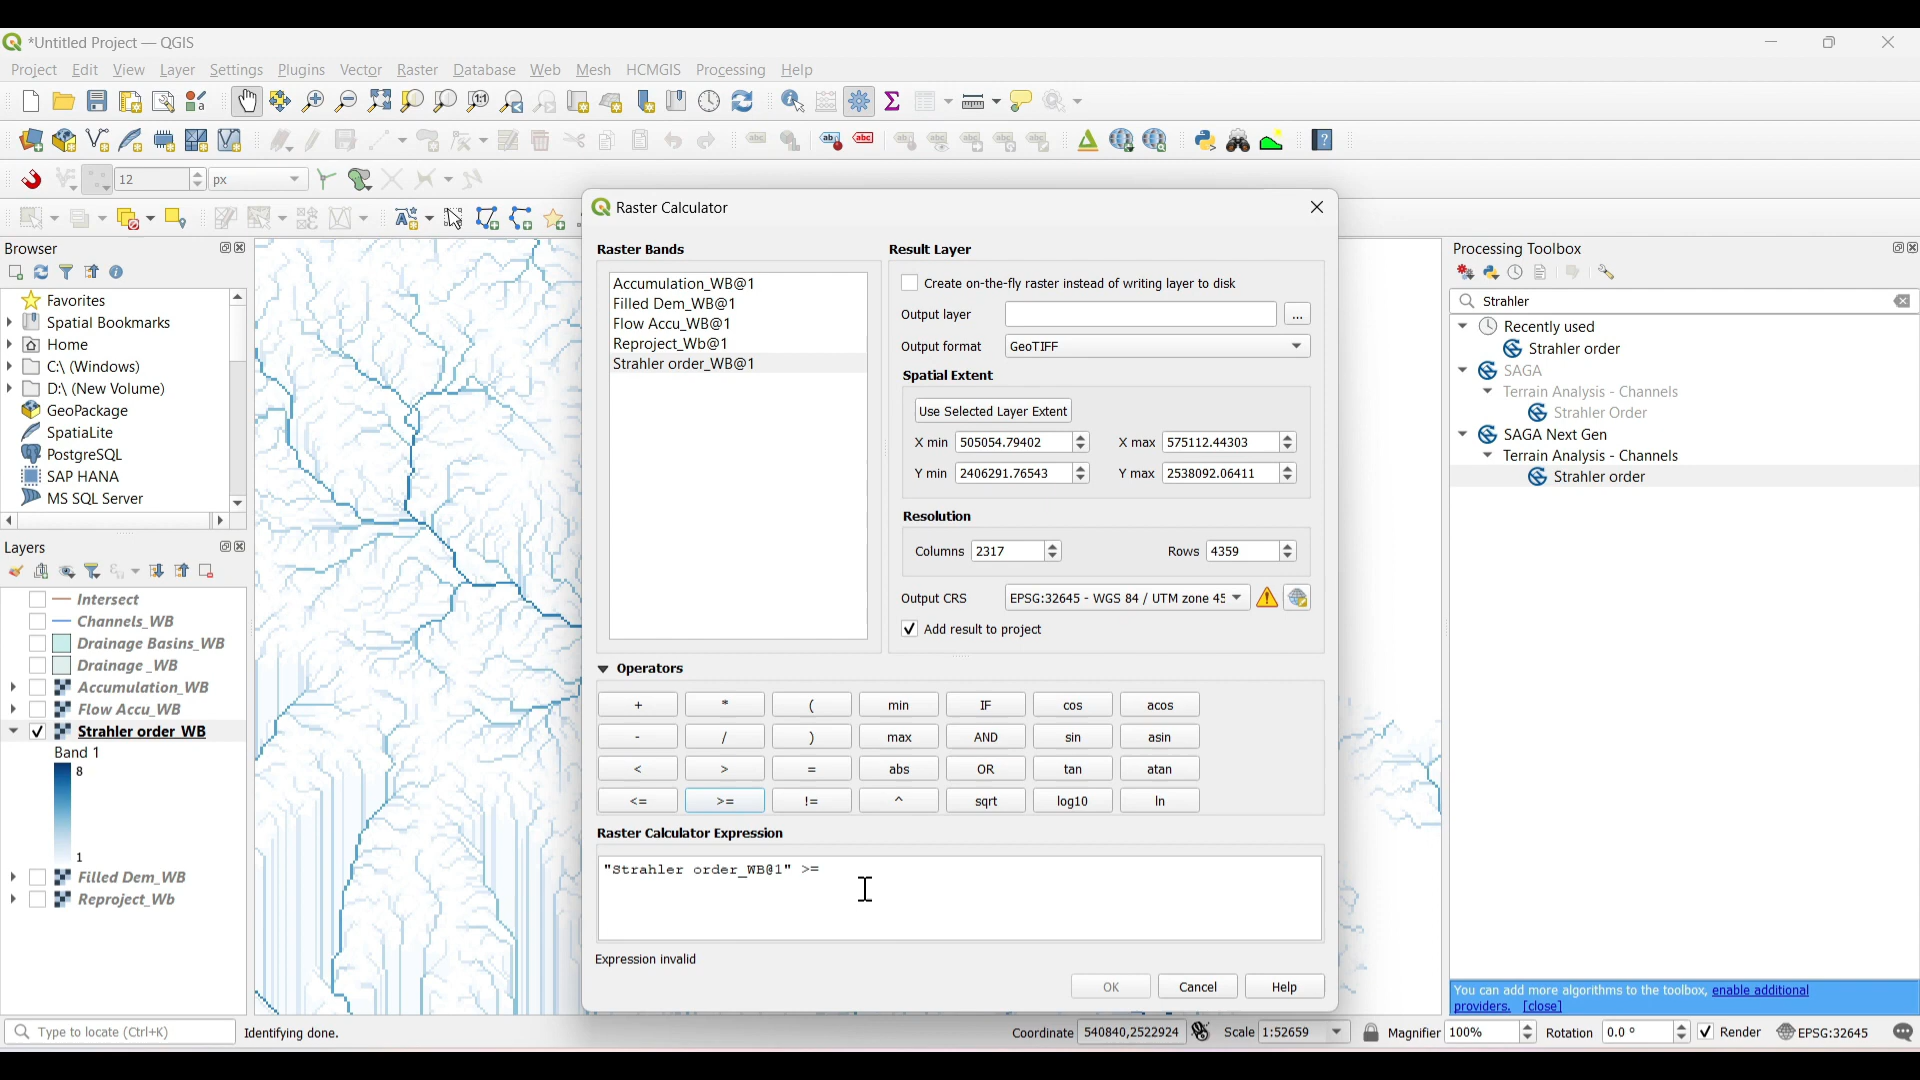 *Untitled Project — QGIS
Project Edit View Layer Settings Plugins Vector Raster Database Web Mesh HCMGIS Processing Help
12 px
Browser
Favorites
Spatial Bookmarks
Home
C:\ (Windows)
D:\ (New Volume)
GeoPackage
SpatiaLite
PostgreSQL
SAP HANA
MS SQL Server
Layers
Intersect
Channels_WB
Drainage Basins_WB
Drainage _WB
Accumulation_WB
Flow Accu_WB
Strahler order_WB
Band 1
8
1
Filled Dem_WB
Reproject_Wb
Raster Calculator
Raster Bands
Accumulation_WB@1
Filled Dem_WB@1
Flow Accu_WB@1
Reproject_Wb@1
Strahler order_WB@1
Result Layer
Create on-the-fly raster instead of writing layer to disk
Output layer ...
Output format GeoTIFF
Spatial Extent
Use Selected Layer Extent
X min 505054.79402 X max 575112.44303
Y min 2406291.76543 Y max 2538092.06411
Resolution
Columns 2317 Rows 4359
Output CRS EPSG:32645 - WGS 84 / UTM zone 45
Add result to project
Operators
+ * ( min IF cos acos
- / ) max AND sin asin
< > = abs OR tan atan
<= >= != ^ sqrt log10 ln
Raster Calculator Expression
"Strahler order_WB@1" >=
Expression invalid
OK Cancel Help
Processing Toolbox
Strahler
Recently used
Strahler order
SAGA
Terrain Analysis - Channels
Strahler Order
SAGA Next Gen
Terrain Analysis - Channels
Strahler order
You can add more algorithms to the toolbox, enable additional
providers. [close]
Type to locate (Ctrl+K) Identifying done. Coordinate 540840,2522924 Scale 1:52659 Magnifier 100% Rotation 0.0 ° Render EPSG:32645